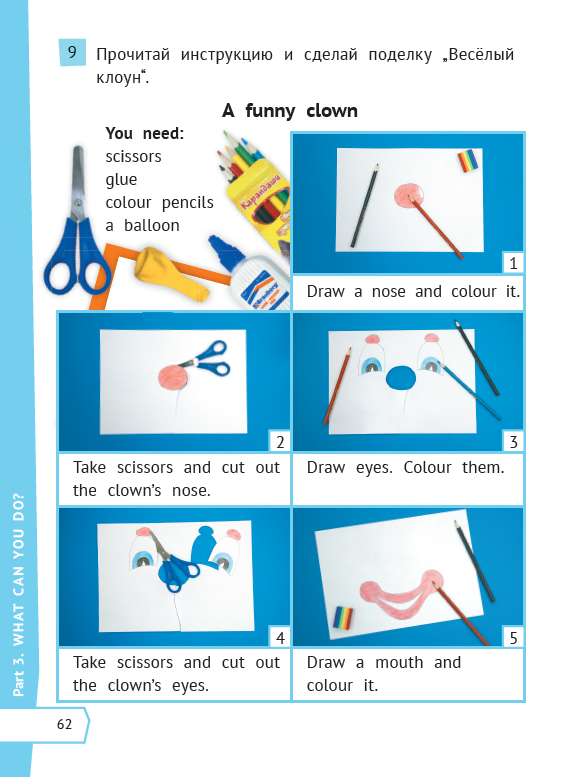 9 Прочитай инструкцию и сделай поделку „Весёлый
клоун“.
A funny clown
You need:
scissors
glue
colour pencils
a balloon
Карандаши
1
Draw a nose and colour it.
2
Take scissors and cut out
the clown’s nose.
3
Draw eyes. Colour them.
4
Take scissors and cut out
the clown’s eyes.
5
Draw a mouth and
colour it.
Part 3. WHAT CAN YOU DO?
62